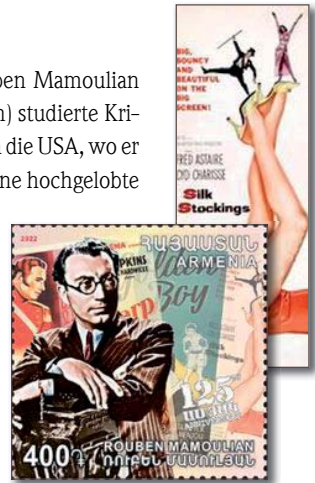 ben Mamoulian
n) studierte Kri-
n die USA, wo er
ne hochgelobte
BIG,
BOUNCY
AND
BEAUTIFUL
ON THE
BIG
SCREEN!
FRED ASTAIRE
CYD CHARISSE
Silk
Stockings
2022
ՀԱՅԱՍՏԱՆ
ARMENIA
PKINS
HARDWICKE
Boy
125
400֏
ROUBEN MAMOULIAN
ՌՈՒԲԵՆ ՄԱՄՈՒԼՅԱՆ